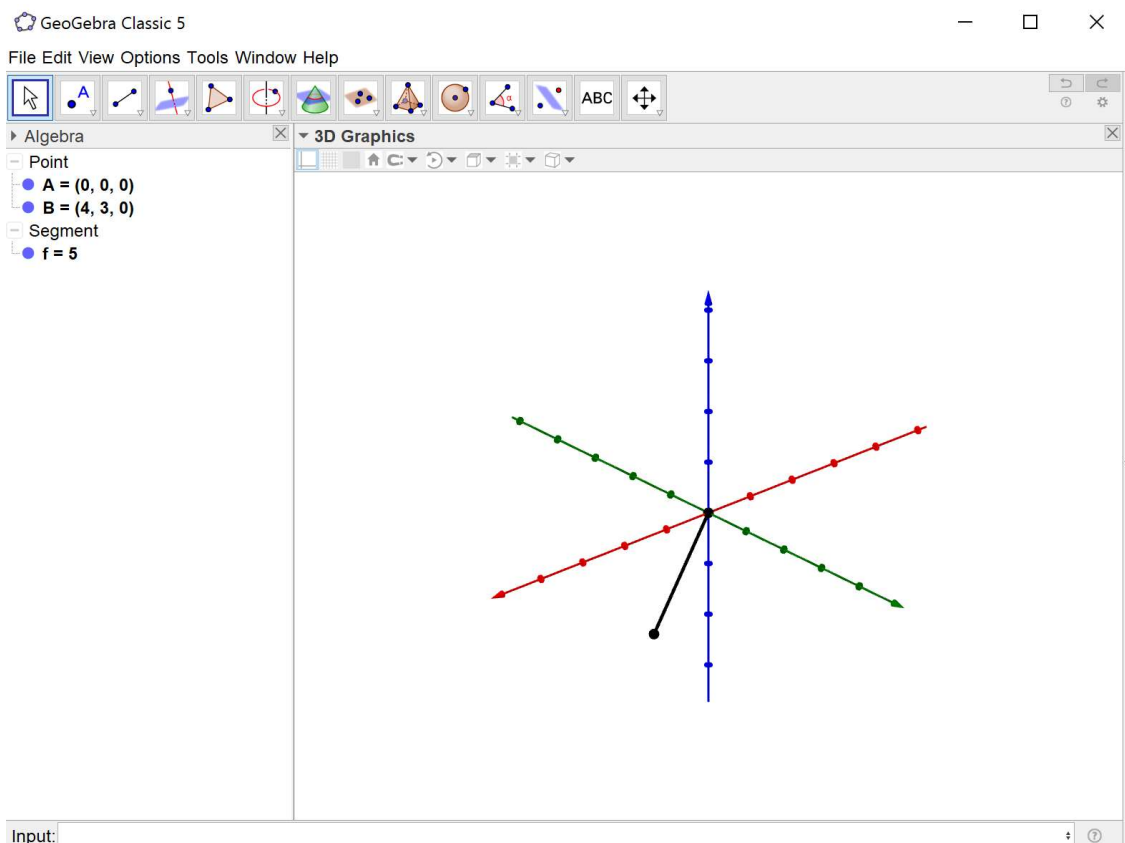 GeoGebra Classic 5
File Edit View Options Tools Window Help
A
α
ABC
Algebra
3D Graphics
Point
A = (0, 0, 0)
B = (4, 3, 0)
Segment
f = 5
Input: